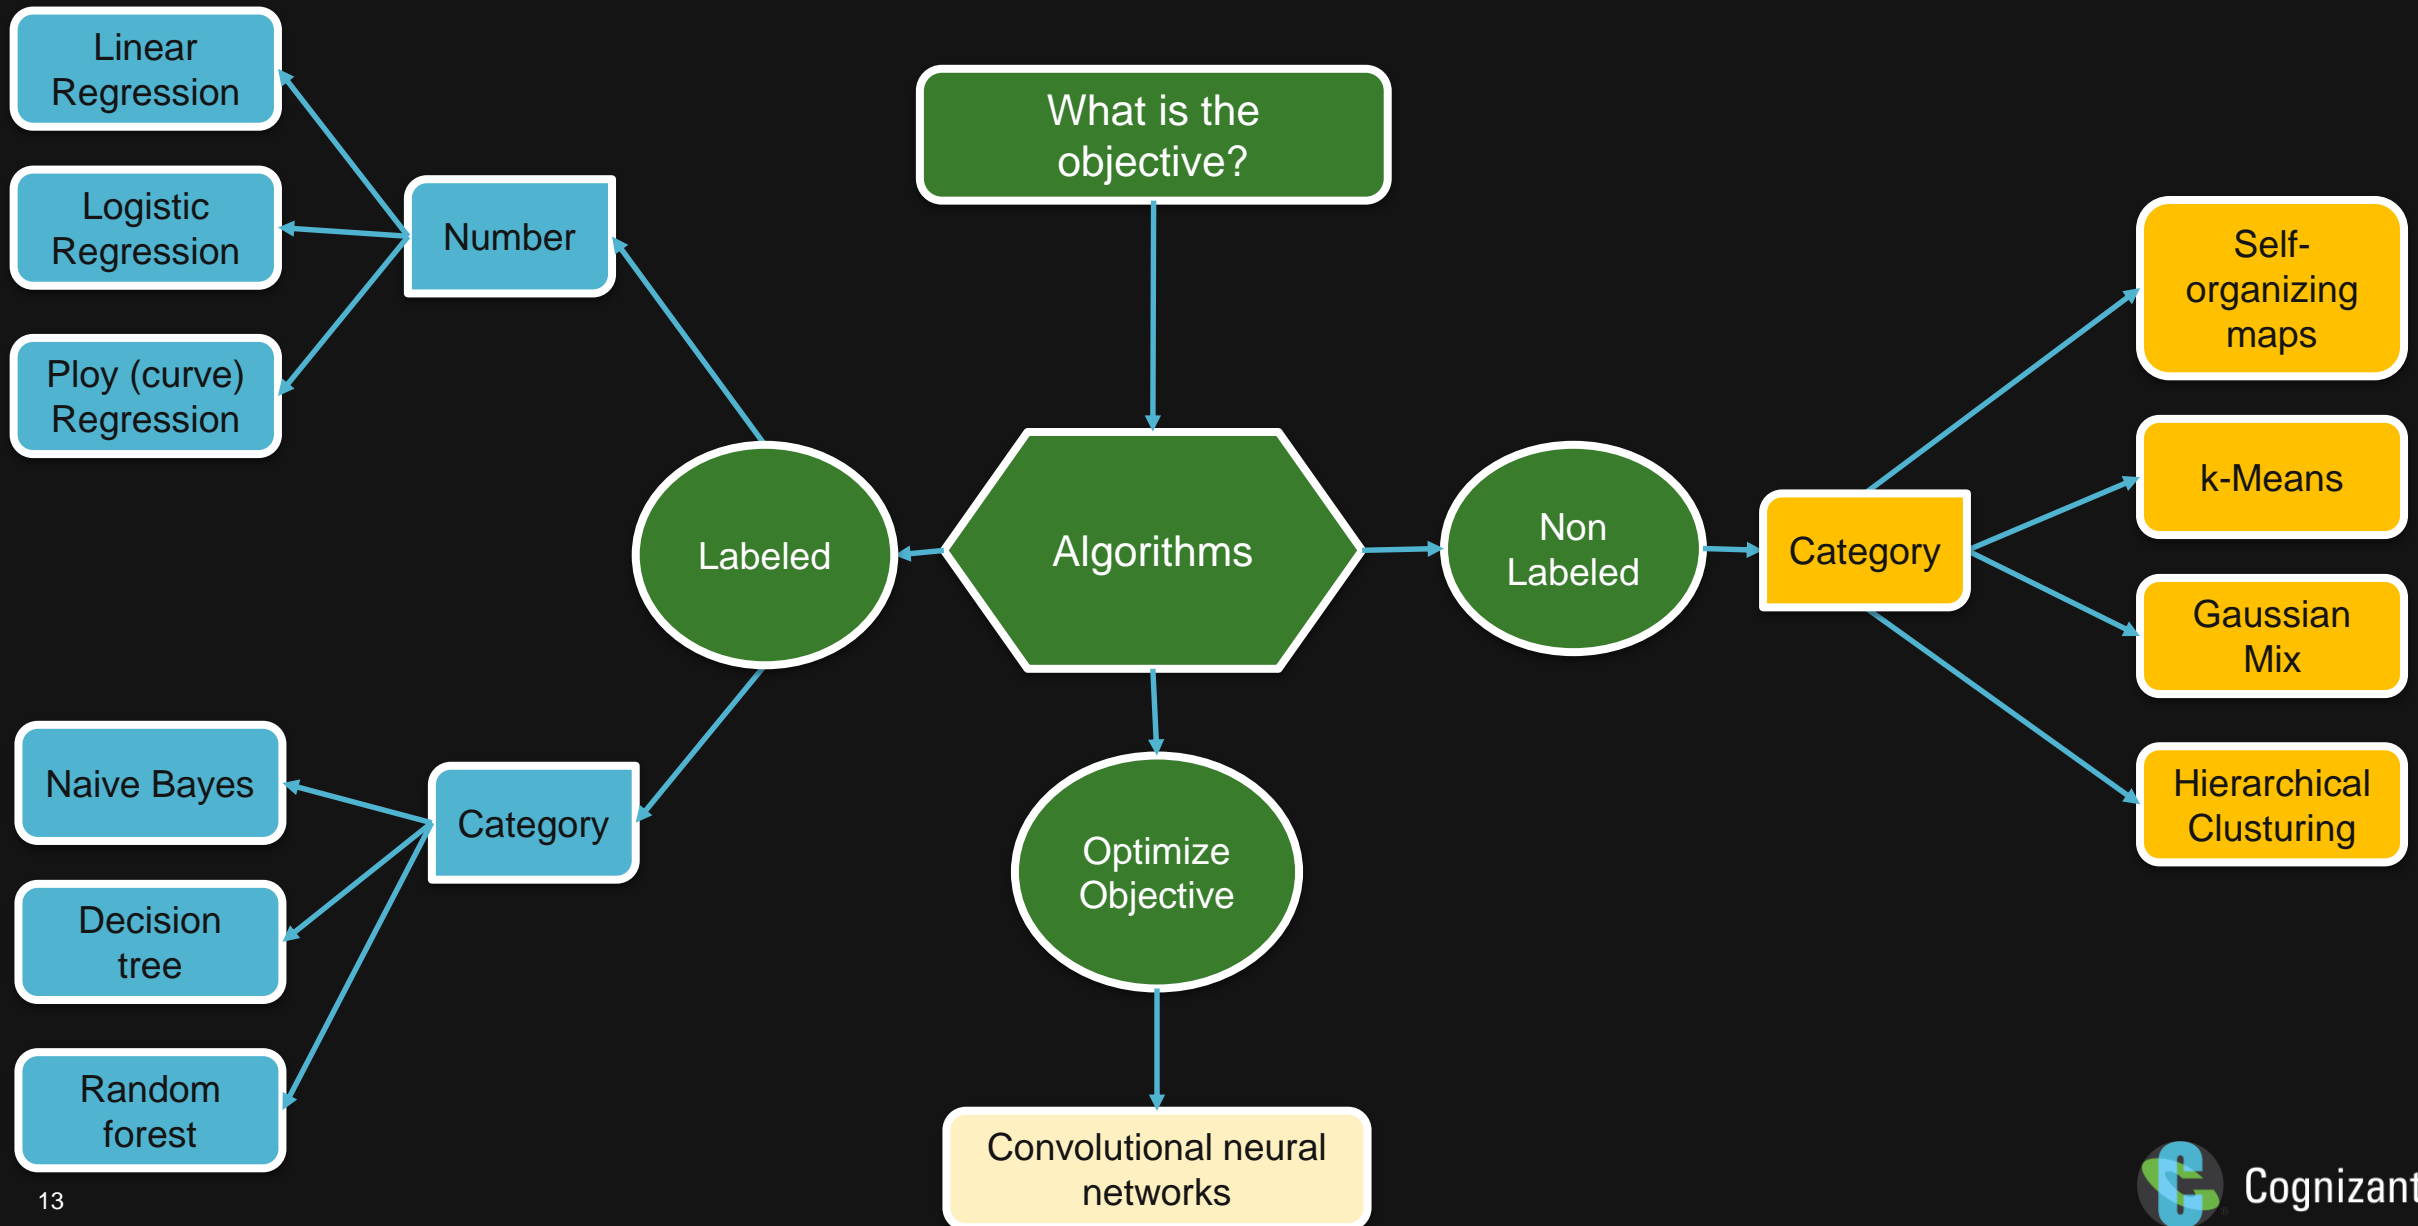 What is the
objective?
Linear
Regression
Logistic
Regression
Ploy (curve)
Regression
Number
Labeled
Algorithms
Non
Labeled
Category
Self-
organizing
maps
k-Means
Gaussian
Mix
Hierarchical
Clusturing
Category
Naive Bayes
Decision
tree
Random
forest
Optimize
Objective
Convolutional neural
networks
13
Cognizant